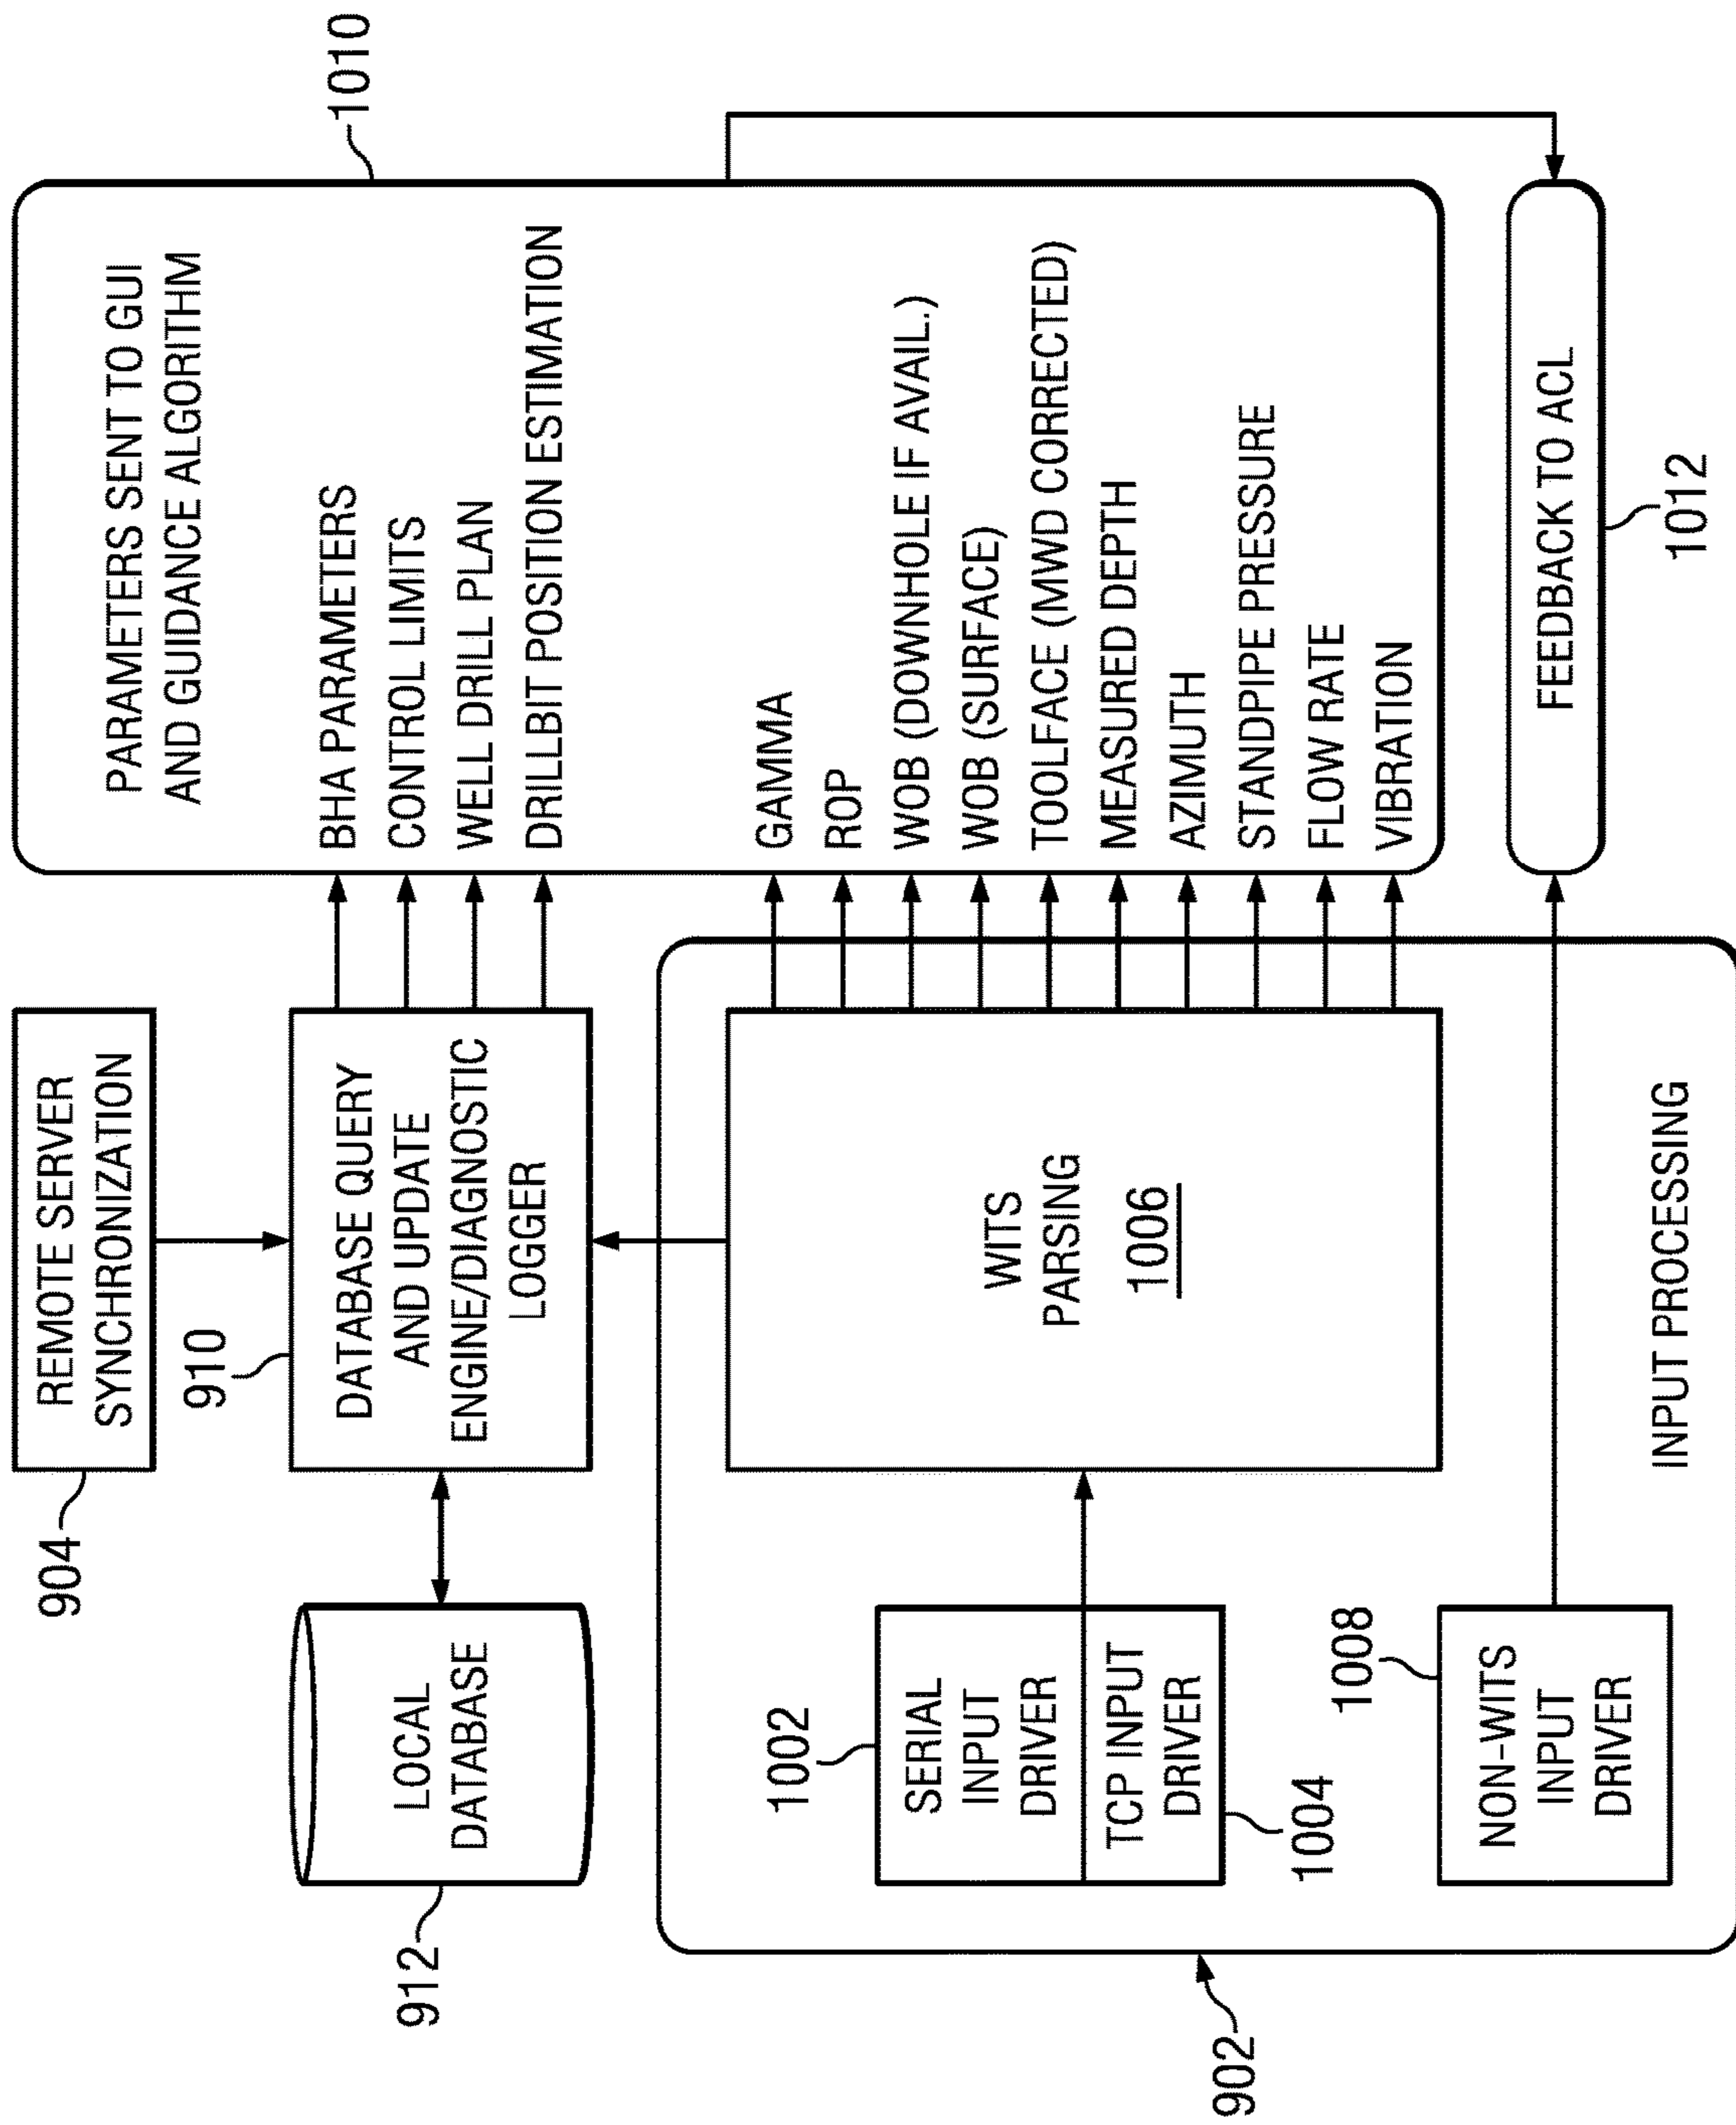 904
REMOTE SERVER
SYNCHRONIZATION
910
912
LOCAL
DATABASE
DATABASE QUERY
AND UPDATE
ENGINE/DIAGNOSTIC
LOGGER
1010
PARAMETERS SENT TO GUI
AND GUIDANCE ALGORITHM
BHA PARAMETERS
CONTROL LIMITS
WELL DRILL PLAN
DRILLBIT POSITION ESTIMATION
GAMMA
ROP
WOB (DOWNHOLE IF AVAIL.)
WOB (SURFACE)
TOOLFACE (MWD CORRECTED)
MEASURED DEPTH
AZIMUTH
STANDPIPE PRESSURE
FLOW RATE
VIBRATION
902
1002
SERIAL
INPUT
DRIVER
TCP INPUT
DRIVER
1004
WITS
PARSING
1006
1008
NON-WITS
INPUT
DRIVER
INPUT PROCESSING
FEEDBACK TO ACL
1012